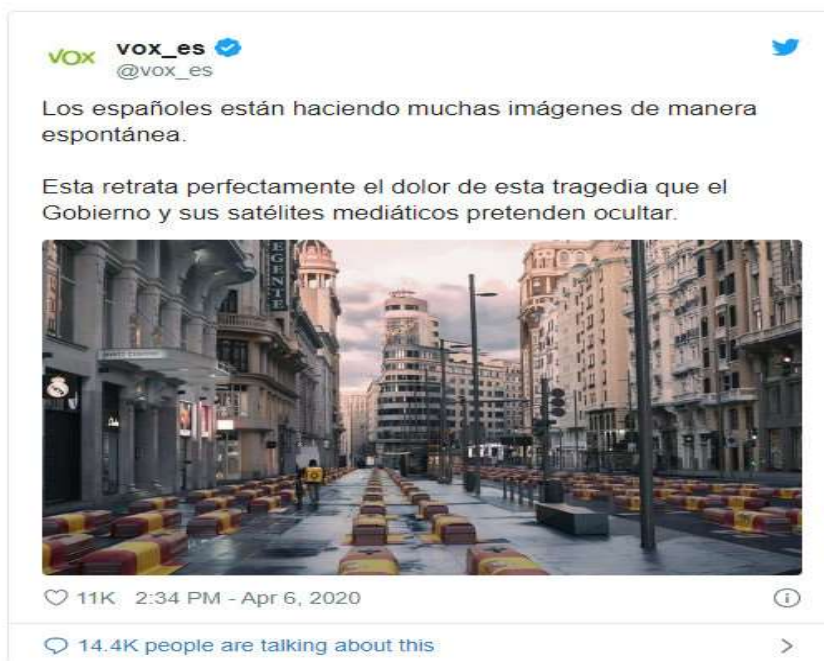 VOX
vox_es
@vox_es
Los españoles están haciendo muchas imágenes de manera
espontánea.
Esta retrata perfectamente el dolor de esta tragedia que el
Gobierno y sus satélites mediáticos pretenden ocultar.
EGENTE
11K 2:34 PM - Apr 6, 2020
14.4K people are talking about this